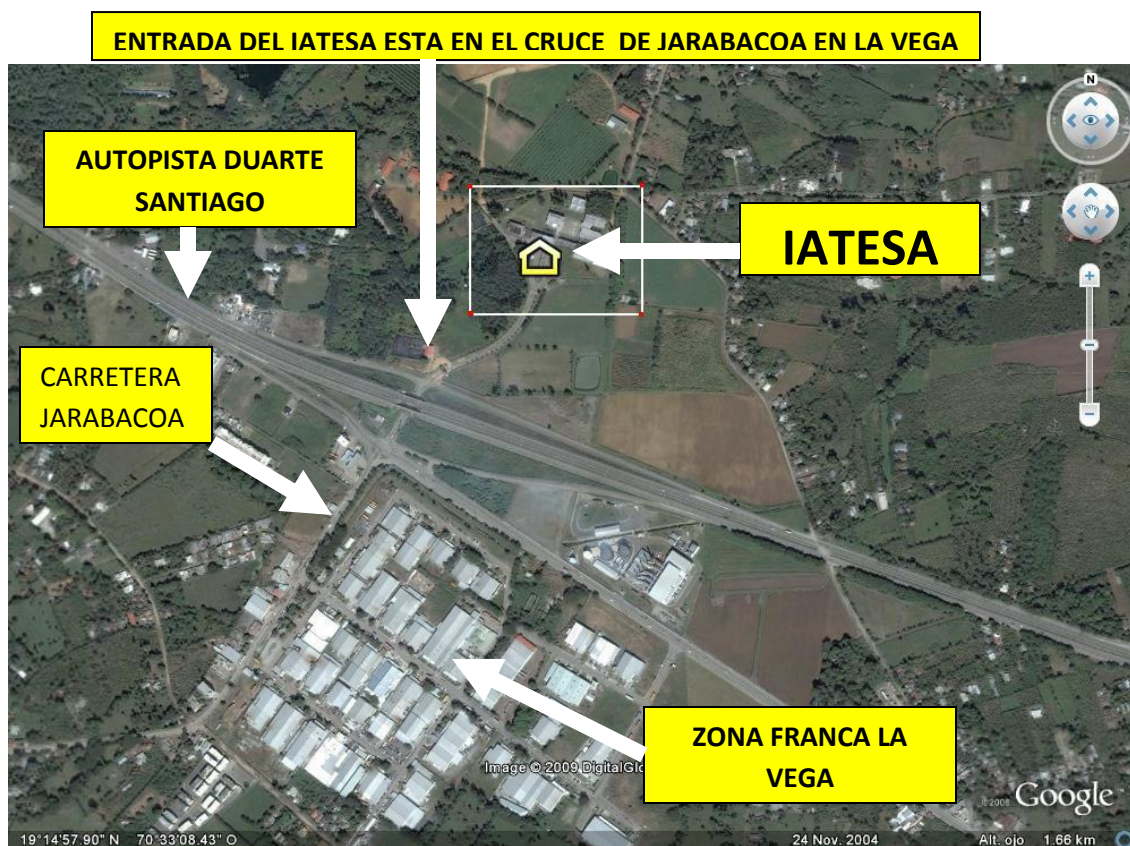 ENTRADA DEL IATESA ESTA EN EL CRUCE DE JARABACOA EN LA VEGA
N
AUTOPISTA DUARTE
SANTIAGO
IATESA
CARRETERA
JARABACOA
ZONA FRANCA LA
VEGA
Image © 2009 DigitalGlo
Google
19°14'57.90" N 70°33'08.43" O
24 Nov. 2004
Alt. ojo 1.66 km